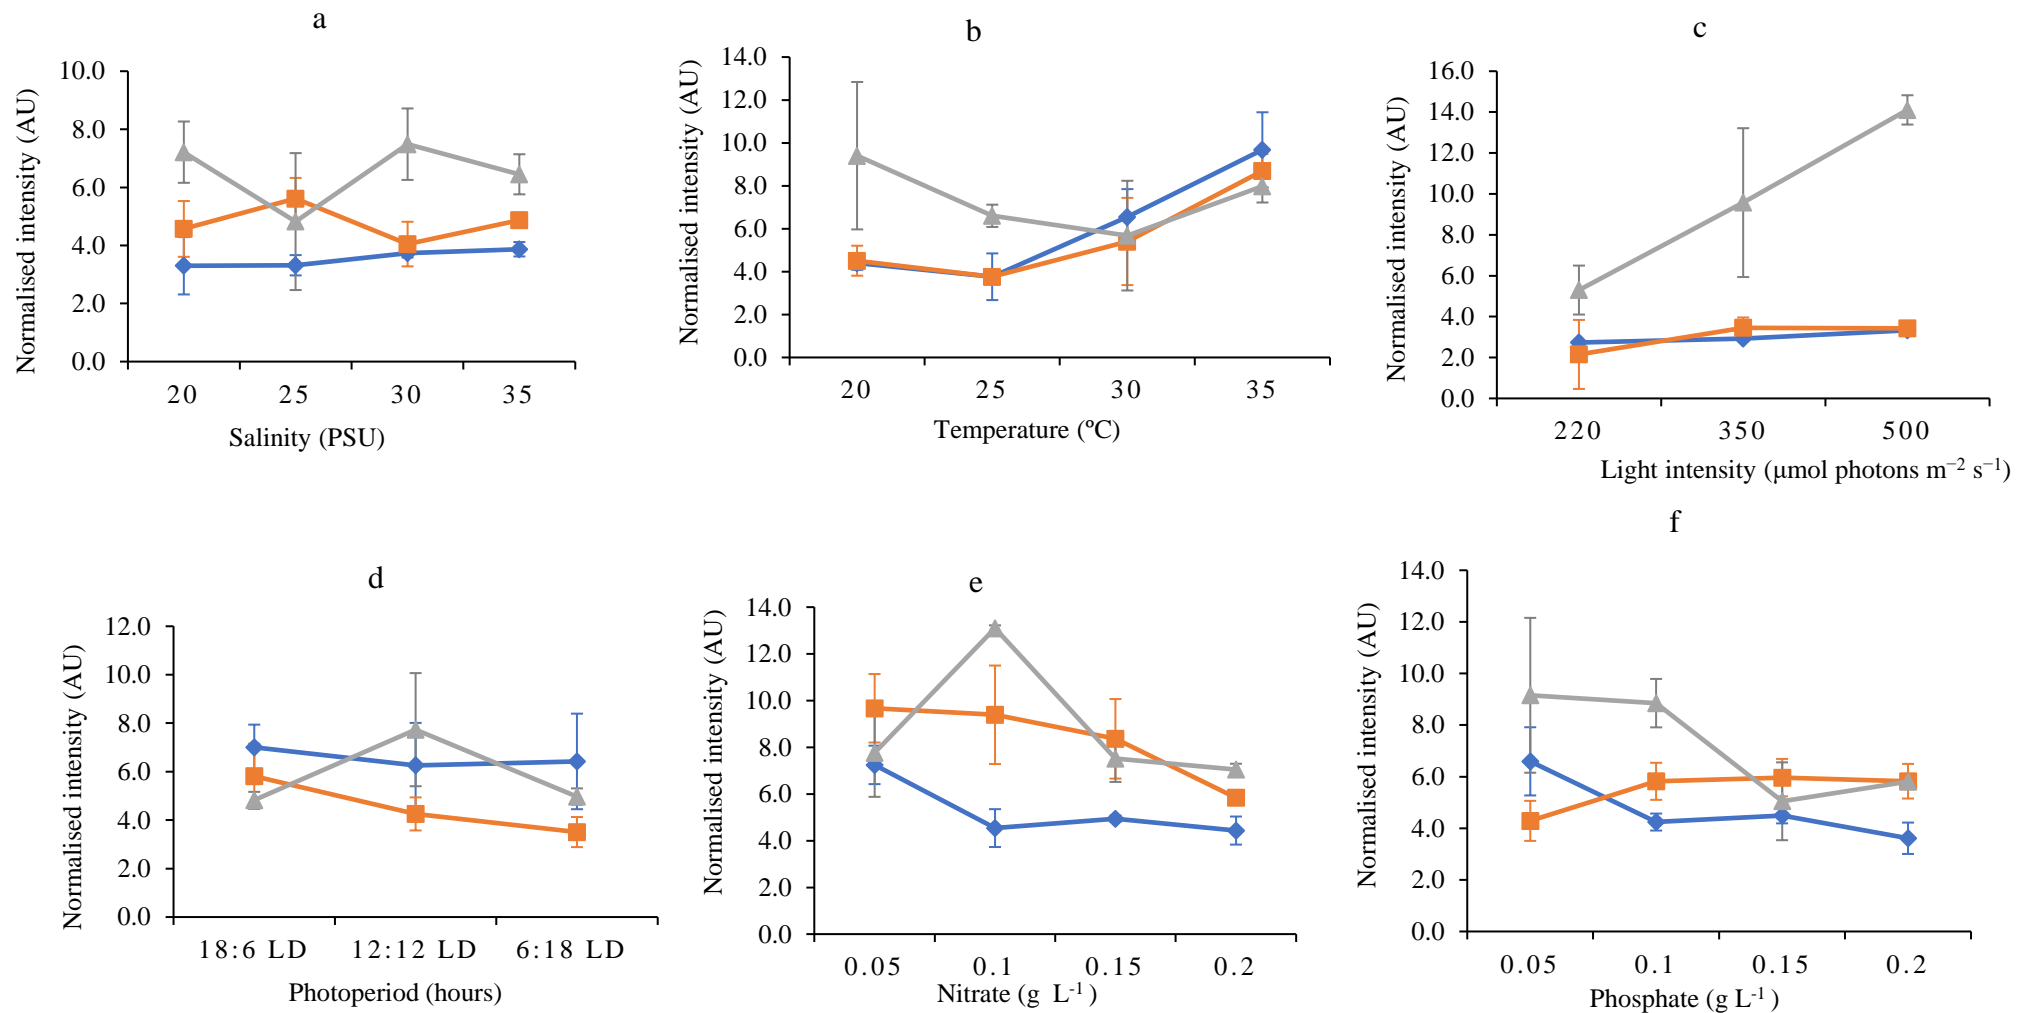 a
10.0
8.0
6.0
4.0
2.0
0.0
Normalised intensity (AU)
20 25 30 35
Salinity (PSU)
b
14.0
12.0
10.0
8.0
6.0
4.0
2.0
0.0
Normalised intensity (AU)
20 25 30 35
Temperature (ºC)
c
16.0
14.0
12.0
10.0
8.0
6.0
4.0
2.0
0.0
Normalised intensity (AU)
220 350 500
Light intensity (μmol photons m⁻² s⁻¹)
d
12.0
10.0
8.0
6.0
4.0
2.0
0.0
Normalised intensity (AU)
18:6 LD 12:12 LD 6:18 LD
Photoperiod (hours)
e
14.0
12.0
10.0
8.0
6.0
4.0
2.0
0.0
Normalised intensity (AU)
0.05 0.1 0.15 0.2
Nitrate (g L⁻¹ )
f
14.0
12.0
10.0
8.0
6.0
4.0
2.0
0.0
Normalised intensity (AU)
0.05 0.1 0.15 0.2
Phosphate (g L⁻¹ )